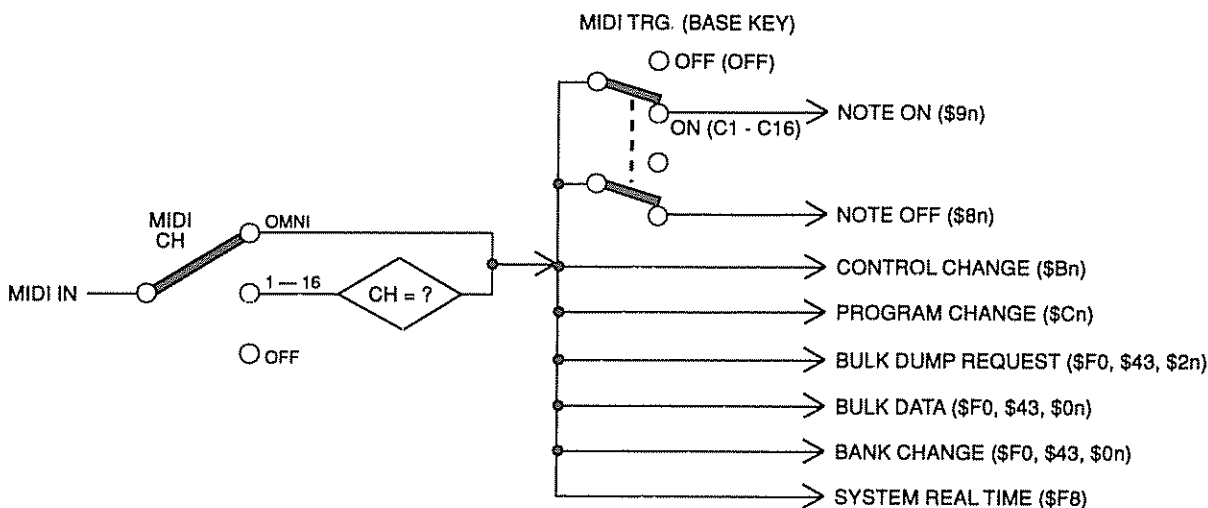 MIDI TRG. (BASE KEY)
OFF (OFF)
NOTE ON ($9n)
ON (C1 - C16)
NOTE OFF ($8n)
MIDI
CH
OMNI
CONTROL CHANGE ($Bn)
MIDI IN
1 — 16
CH = ?
PROGRAM CHANGE ($Cn)
OFF
BULK DUMP REQUEST ($F0, $43, $2n)
BULK DATA ($F0, $43, $0n)
BANK CHANGE ($F0, $43, $0n)
SYSTEM REAL TIME ($F8)